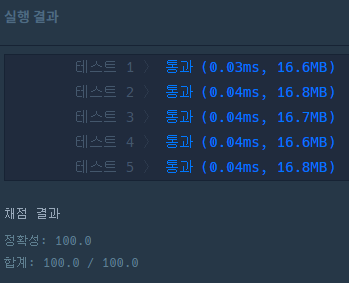 실행 결과
테스트 1 〉 통과 (0.03ms, 16.6MB)
테스트 2 〉 통과 (0.04ms, 16.8MB)
테스트 3 〉 통과 (0.04ms, 16.7MB)
테스트 4 〉 통과 (0.04ms, 16.6MB)
테스트 5 〉 통과 (0.04ms, 16.8MB)
채점 결과
정확성: 100.0
합계: 100.0 / 100.0